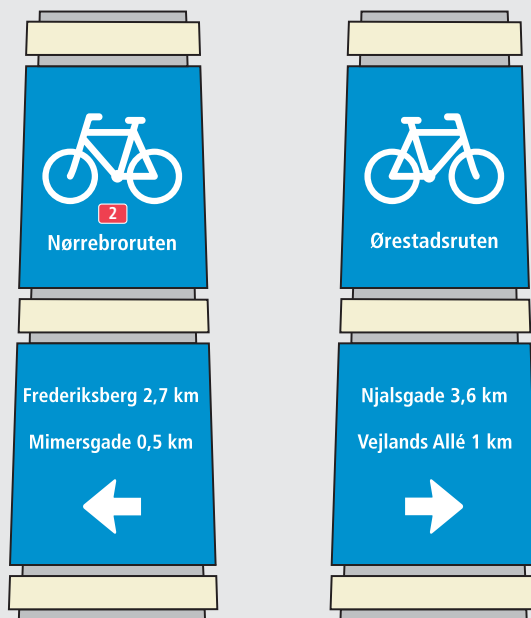 2
Nørrebroruten
Frederiksberg 2,7 km
Mimersgade 0,5 km
Ørestadsruten
Njalsgade 3,6 km
Vejlands Allé 1 km